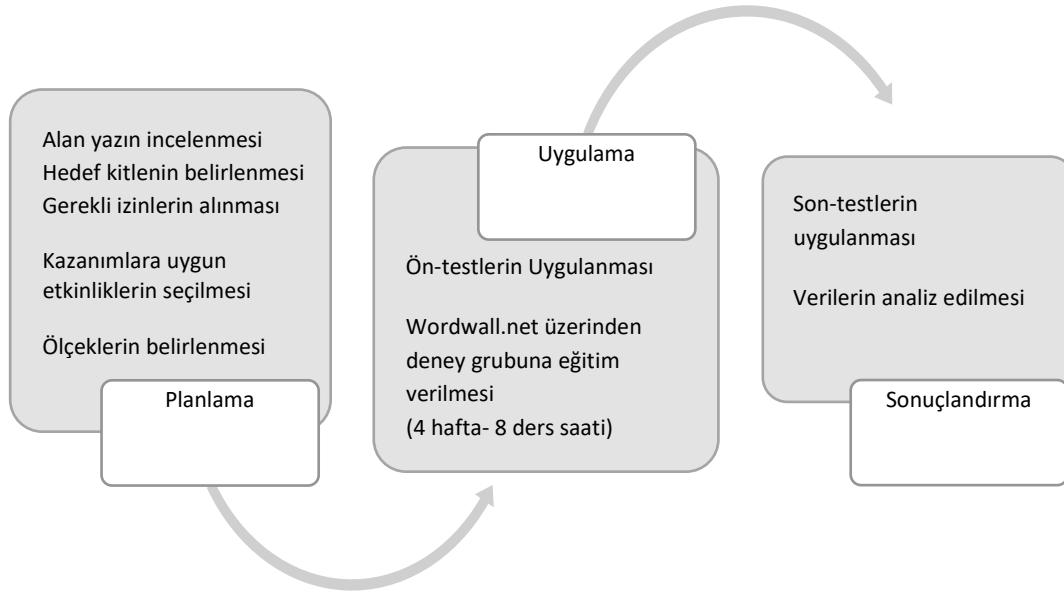 Alan yazın incelenmesi
Hedef kitlenin belirlenmesi
Gerekli izinlerin alınması
Kazanımlara uygun
etkinliklerin seçilmesi
Ölçeklerin belirlenmesi
Planlama
Uygulama
Ön-testlerin Uygulanması
Wordwall.net üzerinden
deney grubuna eğitim
verilmesi
(4 hafta- 8 ders saati)
Son-testlerin
uygulanması
Verilerin analiz edilmesi
Sonuçlandırma